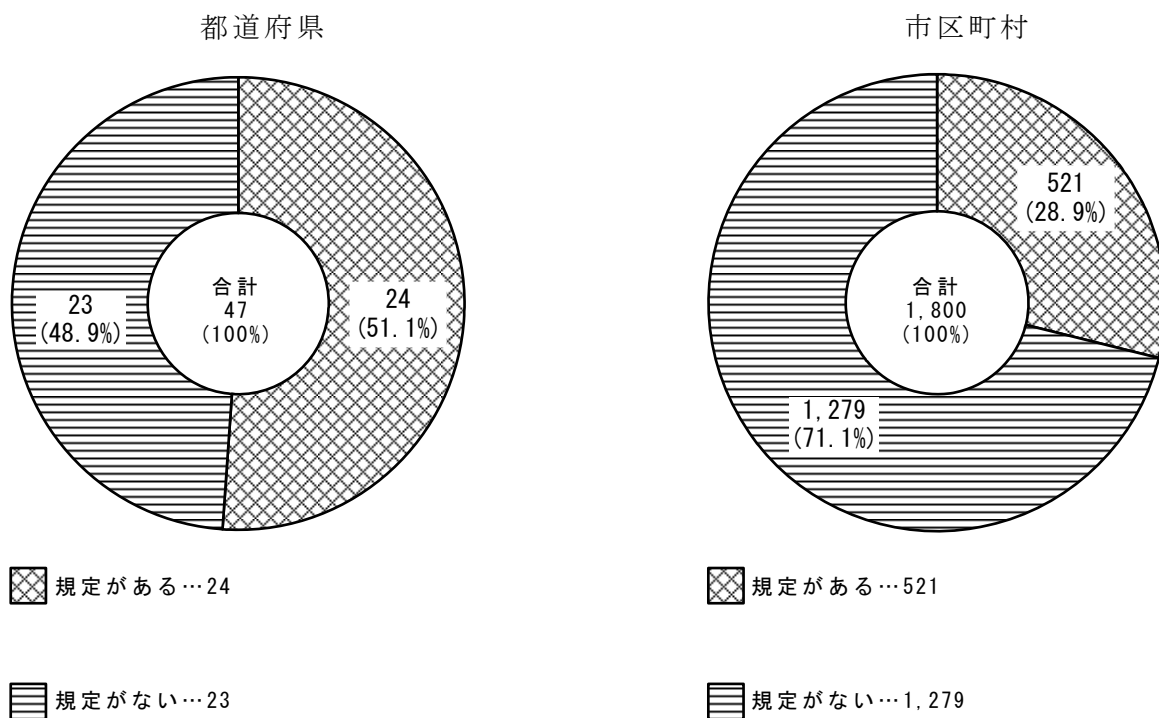 都道府県
23
(48.9%)
合計
47
(100%)
24
(51.1%)
規定がある…24
規定がない…23
市区町村
521
(28.9%)
合計
1,800
(100%)
1,279
(71.1%)
規定がある…521
規定がない…1,279